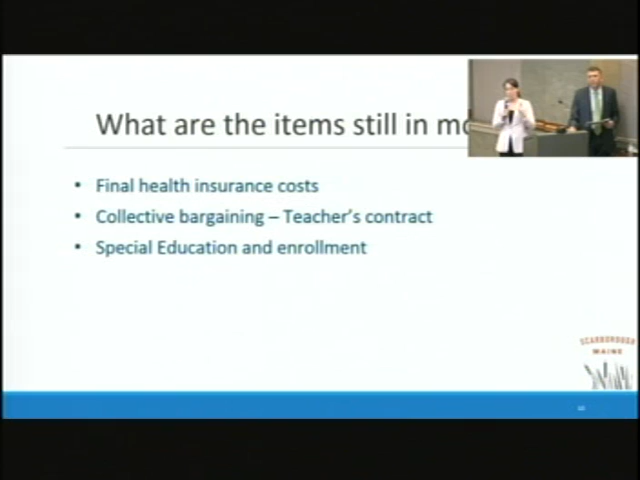 What are the items still in mo
• Final health insurance costs
• Collective bargaining – Teacher's contract
• Special Education and enrollment
SCARBOROUGH
MAINE